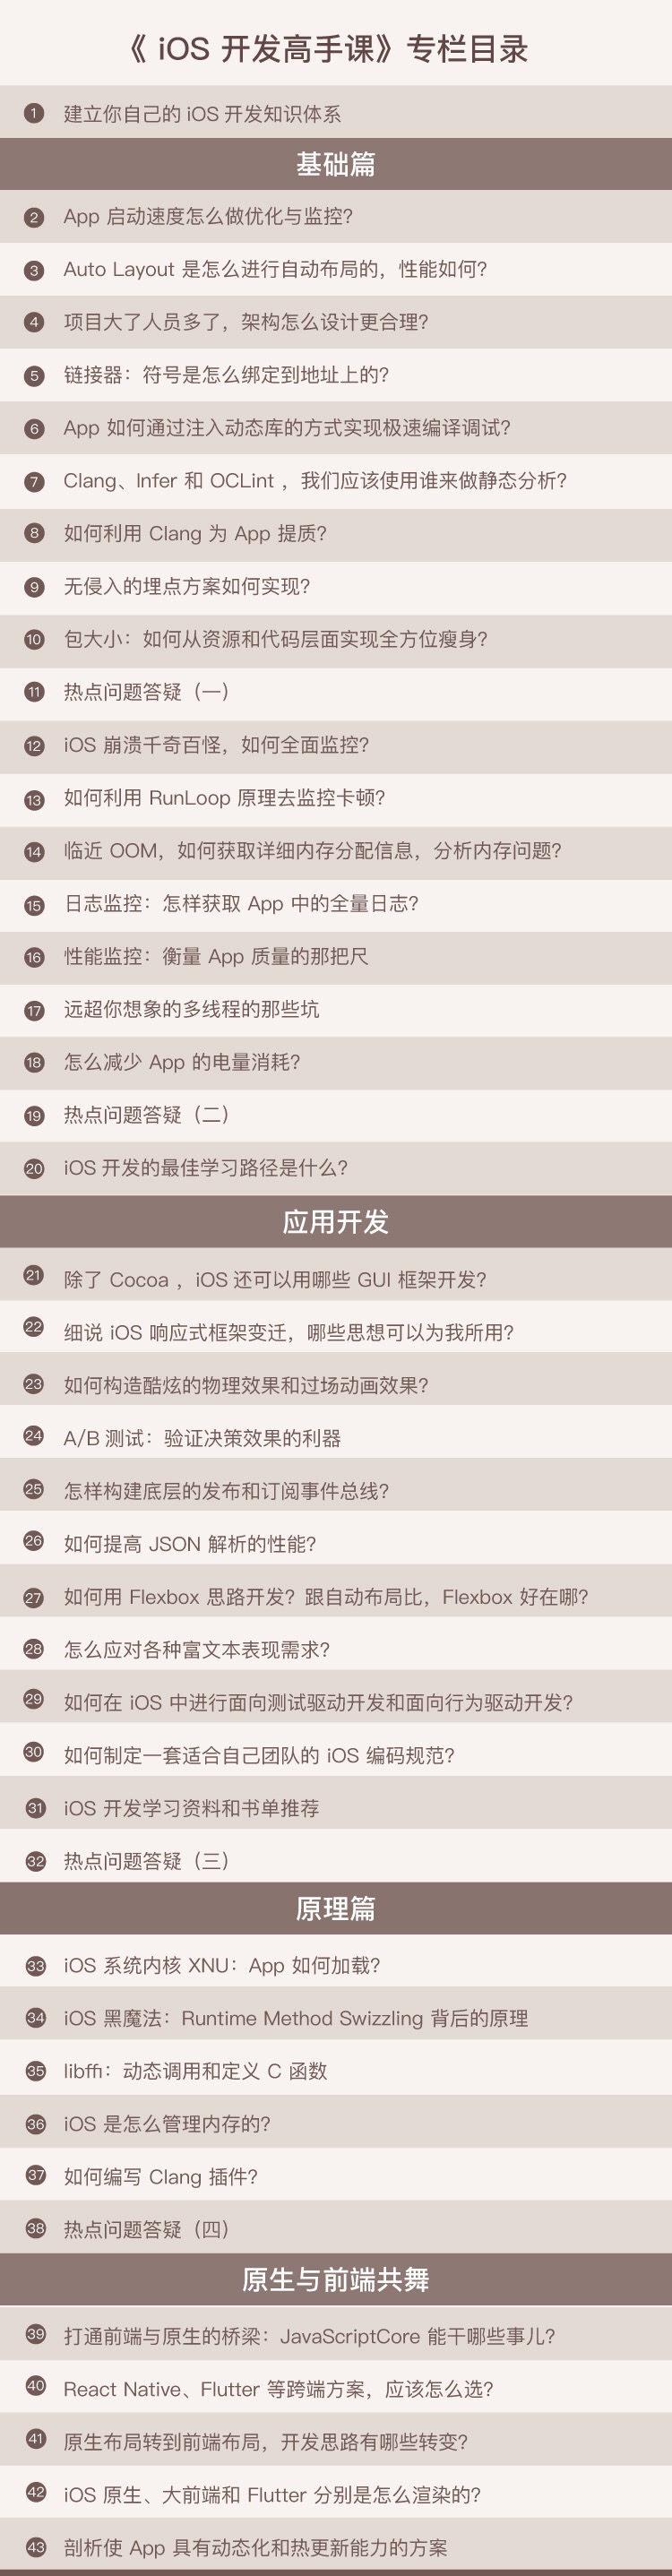 《 iOS 开发高手课》专栏目录
1 建立你自己的 iOS 开发知识体系
基础篇
2 App 启动速度怎么做优化与监控?
3 Auto Layout 是怎么进行自动布局的，性能如何?
4 项目大了人员多了，架构怎么设计更合理?
5 链接器：符号是怎么绑定到地址上的?
6 App 如何通过注入动态库的方式实现极速编译调试?
7 Clang、Infer 和 OCLint ，我们应该使用谁来做静态分析?
8 如何利用 Clang 为 App 提质?
9 无侵入的埋点方案如何实现?
10 包大小：如何从资源和代码层面实现全方位瘦身?
11 热点问题答疑（一）
12 iOS 崩溃千奇百怪，如何全面监控?
13 如何利用 RunLoop 原理去监控卡顿?
14 临近 OOM，如何获取详细内存分配信息，分析内存问题?
15 日志监控：怎样获取 App 中的全量日志?
16 性能监控：衡量 App 质量的那把尺
17 远超你想象的多线程的那些坑
18 怎么减少 App 的电量消耗?
19 热点问题答疑（二）
20 iOS 开发的最佳学习路径是什么?
应用开发
21 除了 Cocoa ，iOS 还可以用哪些 GUI 框架开发?
22 细说 iOS 响应式框架变迁，哪些思想可以为我所用?
23 如何构造酷炫的物理效果和过场动画效果?
24 A/B 测试：验证决策效果的利器
25 怎样构建底层的发布和订阅事件总线?
26 如何提高 JSON 解析的性能?
27 如何用 Flexbox 思路开发？跟自动布局比，Flexbox 好在哪?
28 怎么应对各种富文本表现需求?
29 如何在 iOS 中进行面向测试驱动开发和面向行为驱动开发?
30 如何制定一套适合自己团队的 iOS 编码规范?
31 iOS 开发学习资料和书单推荐
32 热点问题答疑（三）
原理篇
33 iOS 系统内核 XNU：App 如何加载?
34 iOS 黑魔法：Runtime Method Swizzling 背后的原理
35 libffi：动态调用和定义 C 函数
36 iOS 是怎么管理内存的?
37 如何编写 Clang 插件?
38 热点问题答疑（四）
原生与前端共舞
39 打通前端与原生的桥梁：JavaScriptCore 能干哪些事儿?
40 React Native、Flutter 等跨端方案，应该怎么选?
41 原生布局转到前端布局，开发思路有哪些转变?
42 iOS 原生、大前端和 Flutter 分别是怎么渲染的?
43 剖析使 App 具有动态化和热更新能力的方案